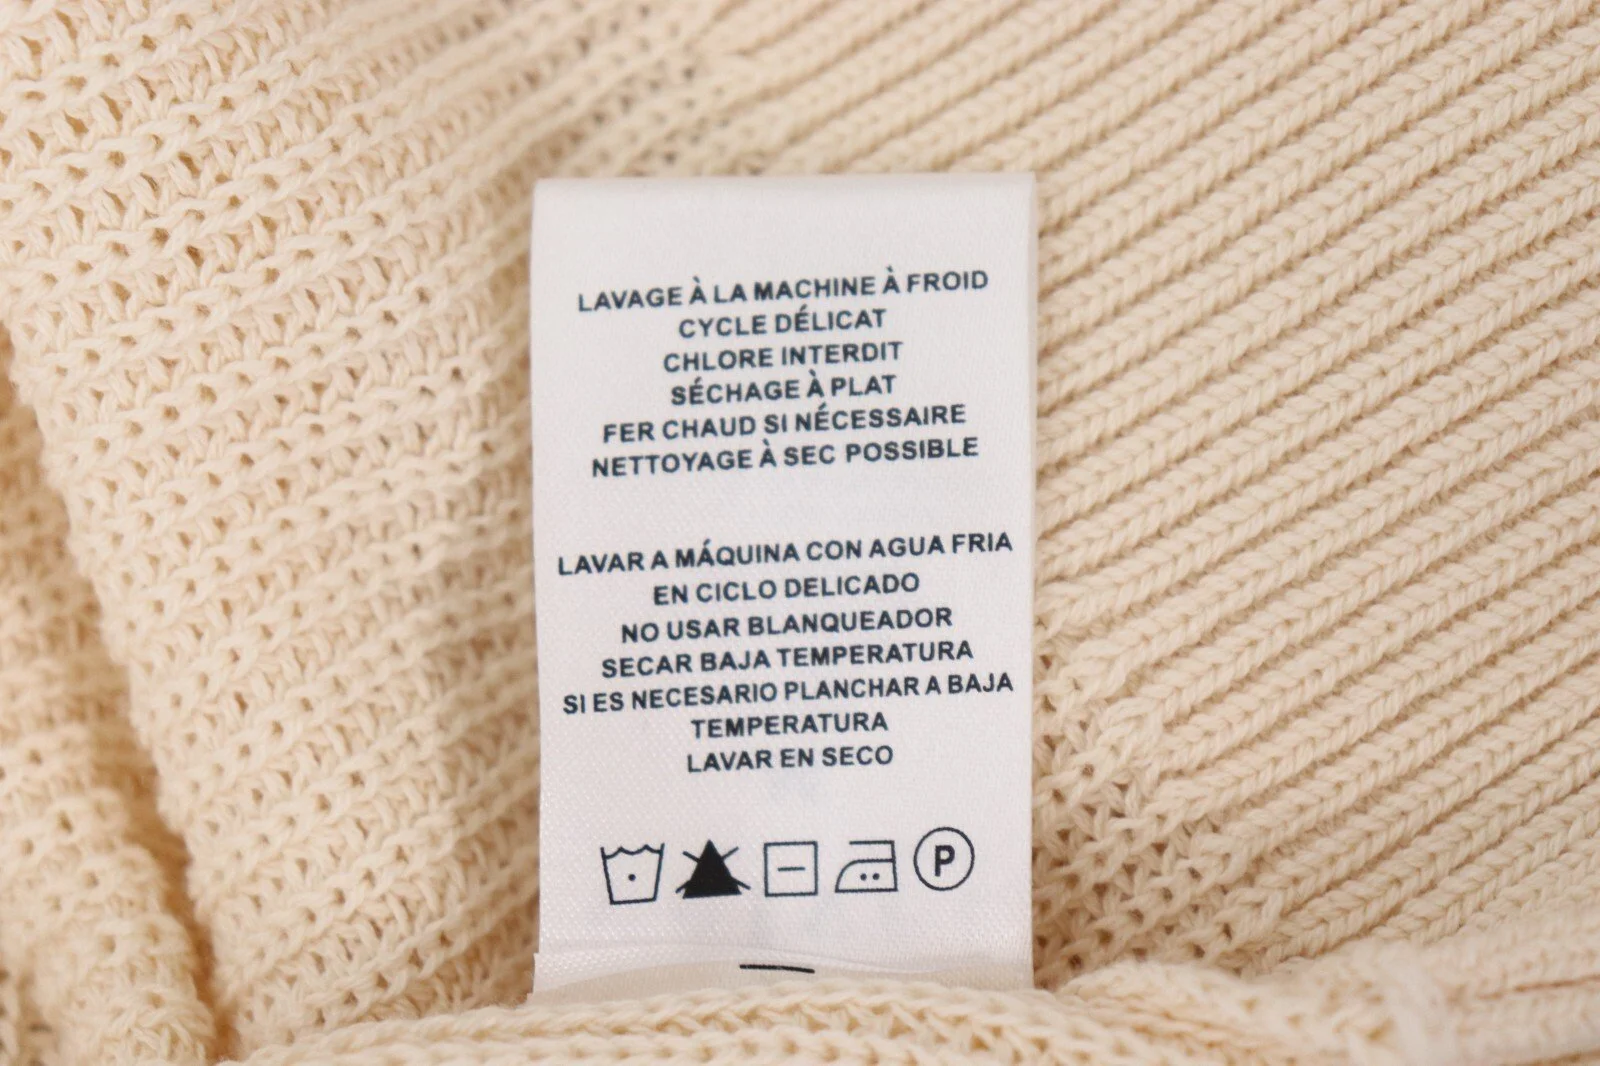 LAVAGE À LA MACHINE À FROID
CYCLE DÉLICAT
CHLORE INTERDIT
SÉCHAGE À PLAT
FER CHAUD SI NÉCESSAIRE
NETTOYAGE À SEC POSSIBLE
LAVAR A MÁQUINA CON AGUA FRIA
EN CICLO DELICADO
NO USAR BLANQUEADOR
SECAR BAJA TEMPERATURA
SI ES NECESARIO PLANCHAR A BAJA
TEMPERATURA
LAVAR EN SECO
P